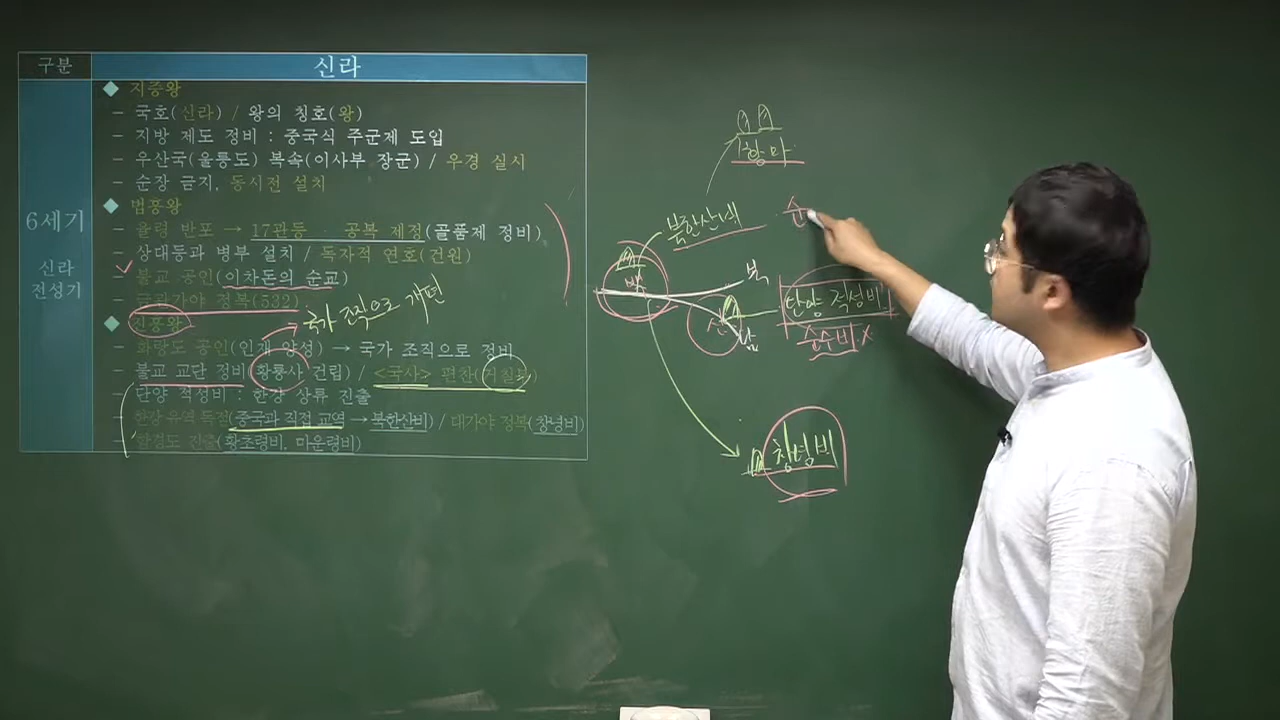 구분
신라
6세기
신라
전성기
◆ 지증왕
- 국호(신라) / 왕의 칭호(왕)
- 지방 제도 정비 : 중국식 주군제 도입
- 우산국(울릉도) 복속(이사부 장군) / 우경 실시
- 순장 금지, 동시전 설치
◆ 법흥왕
- 율령 반포 → 17관등 · 공복 제정(골품제 정비)
- 상대등과 병부 설치 / 독자적 연호(건원)
- 불교 공인(이차돈의 순교)
- 금관가야 정복(532)
◆ 진흥왕
국가 조직으로 개편
- 화랑도 공인(인재 양성) → 국가 조직으로 정비
- 불교 교단 정비(황룡사 건립) / <국사> 편찬(거칠부)
- 단양 적성비 : 한강 상류 진출
- 한강 유역 독점(중국과 직접 교역 → 북한산비) / 대가야 정복(창녕비)
- 함경도 진출(황초령비, 마운령비)
황 마
북한산비
순
백
북
신
남
단양 적성비
순수비 x
창녕비